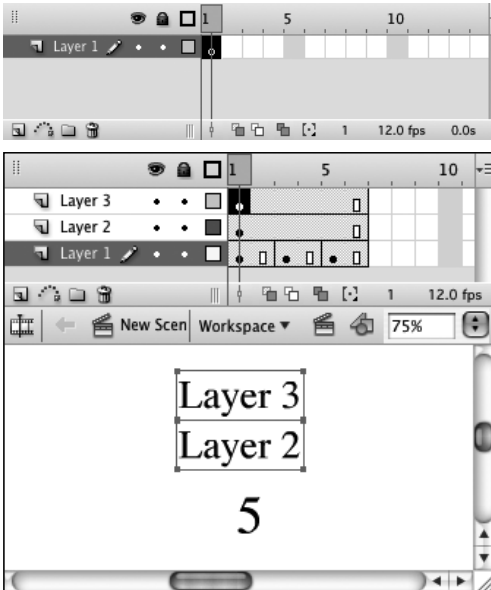 1 5 10
Layer 1
1 12.0 fps 0.0s
1 5 10
Layer 3
Layer 2
Layer 1
1 12.0 fps
New Scen Workspace 75%
Layer 3
Layer 2
5